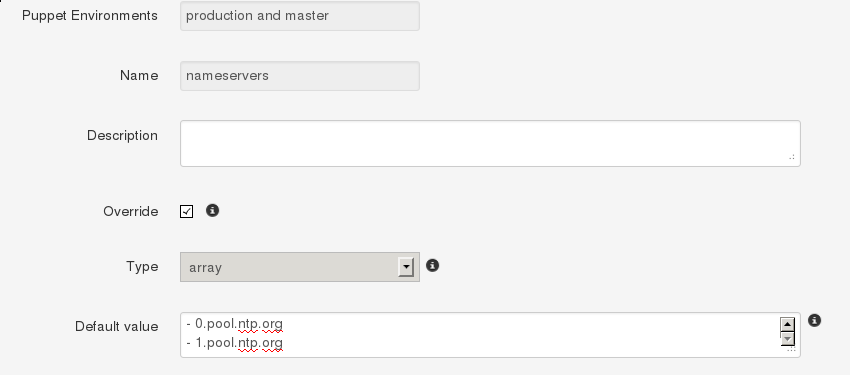 Puppet Environments production and master
Name nameservers
Description
Override
Type array
Default value - 0.pool.ntp.org
- 1.pool.ntp.org